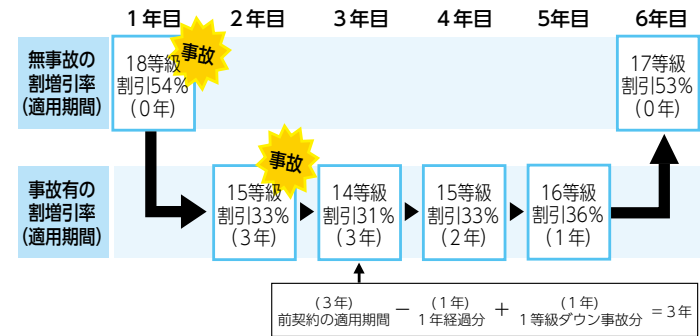 1年目 2年目 3年目 4年目 5年目 6年目
無事故の
割増引率
(適用期間)
18等級
割引54%
(0年)
事故
17等級
割引53%
(0年)
事故有の
割増引率
(適用期間)
事故
15等級
割引33%
(3年)
14等級
割引31%
(3年)
15等級
割引33%
(2年)
16等級
割引36%
(1年)
(3年) (1年) (1年)
前契約の適用期間 − 1年経過分 + 1等級ダウン事故分 =3年